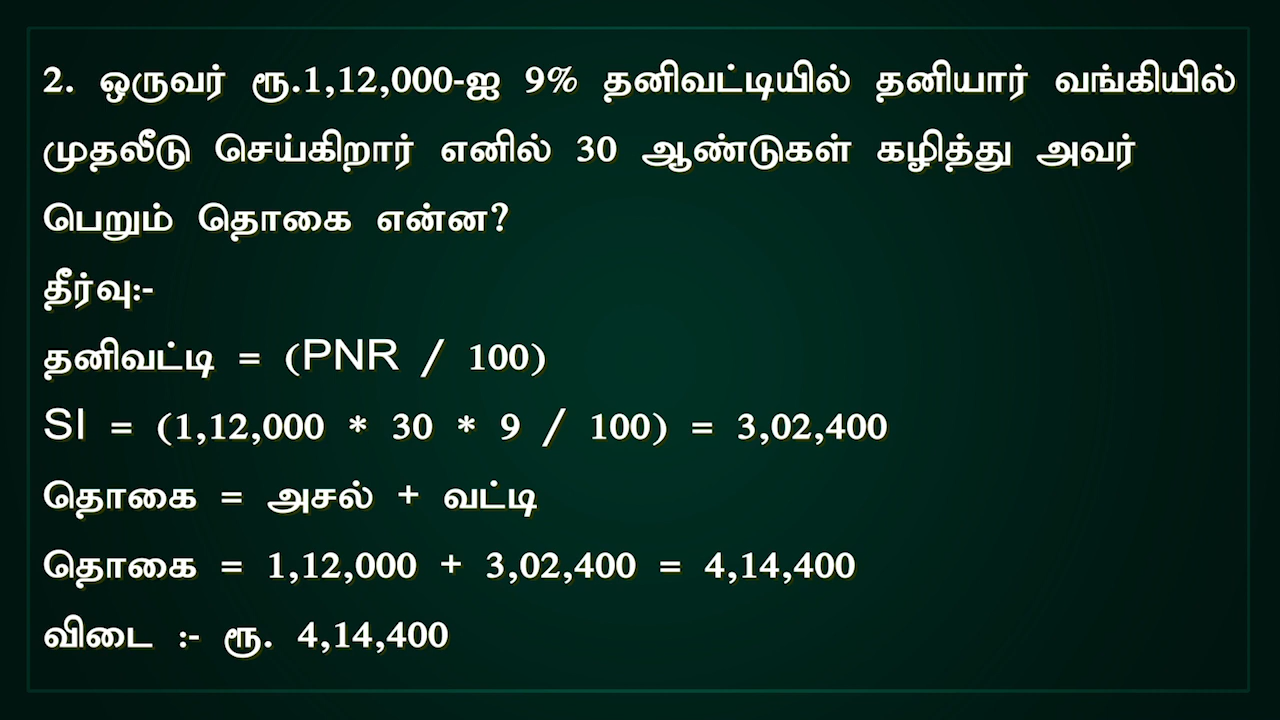 2. ஒருவர் ரூ.1,12,000-ஐ 9% தனிவட்டியில் தனியார் வங்கியில்
முதலீடு செய்கிறார் எனில் 30 ஆண்டுகள் கழித்து அவர்
பெறும் தொகை என்ன?
தீர்வு:-
தனிவட்டி = (PNR / 100)
SI = (1,12,000 * 30 * 9 / 100) = 3,02,400
தொகை = அசல் + வட்டி
தொகை = 1,12,000 + 3,02,400 = 4,14,400
விடை :- ரூ. 4,14,400